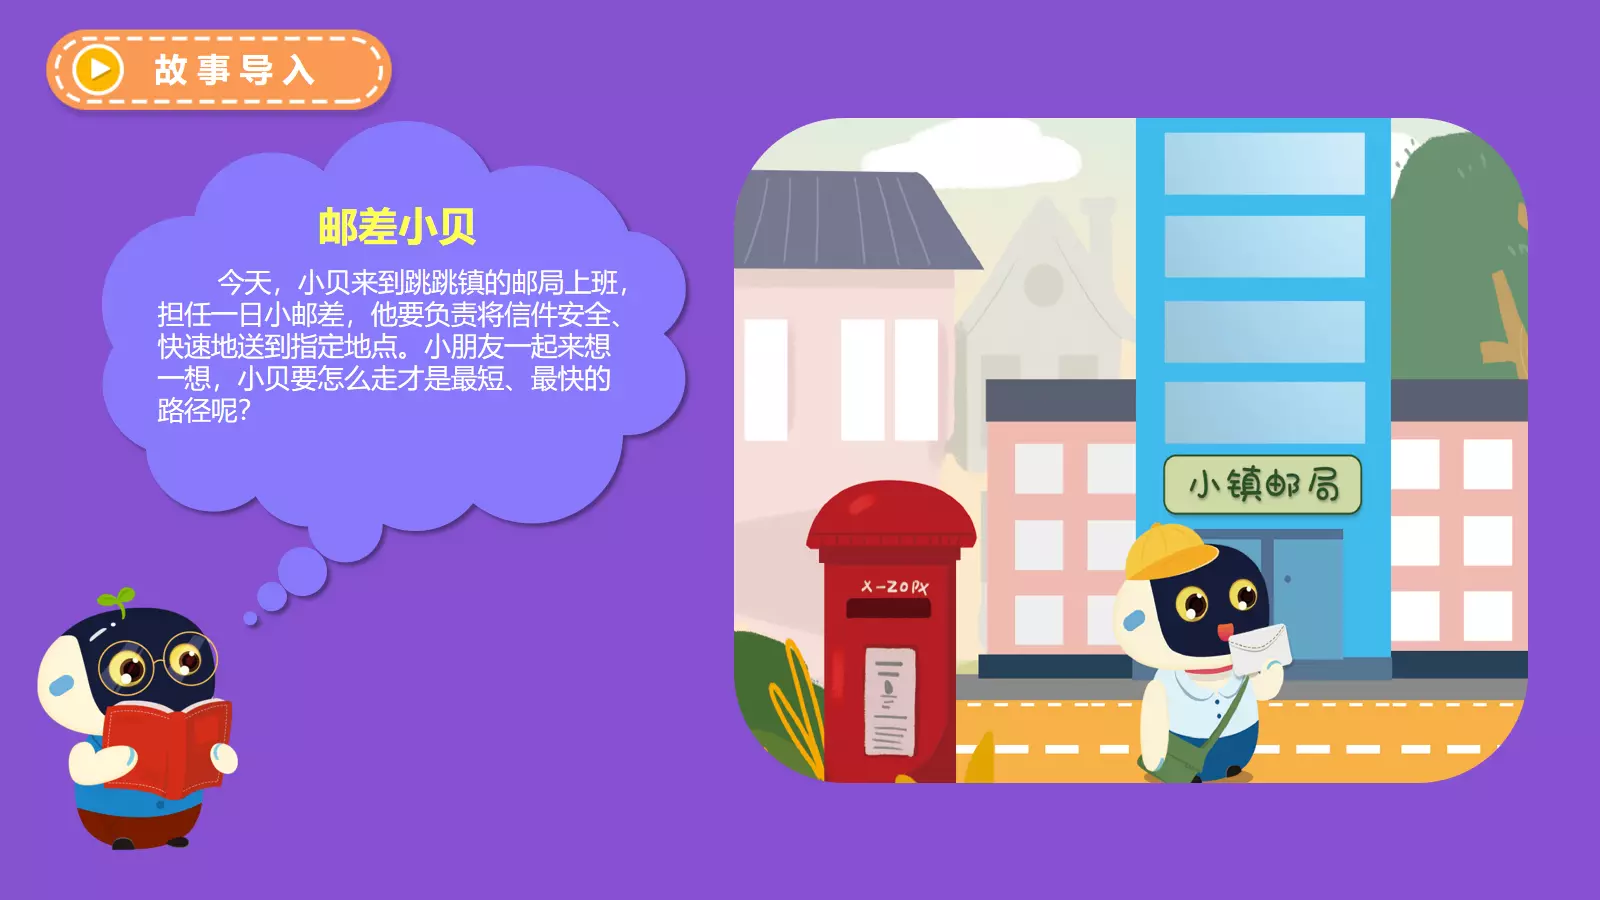 故事导入
邮差小贝
今天，小贝来到跳跳镇的邮局上班，
担任一日小邮差，他要负责将信件安全、
快速地送到指定地点。小朋友一起来想
一想，小贝要怎么走才是最短、最快的
路径呢？
小镇邮局
X-ZOPX